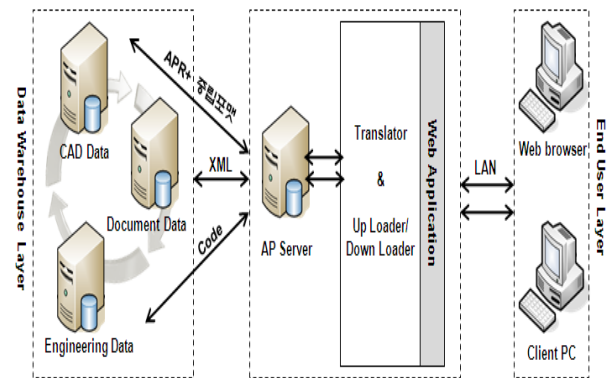 Data Warehouse Layer
CAD Data
Document Data
Engineering Data
APR+ 중립포맷
XML
Code
AP Server
Translator
&
Up Loader/
Down Loader
Web Application
LAN
Web browser
Client PC
End User Layer